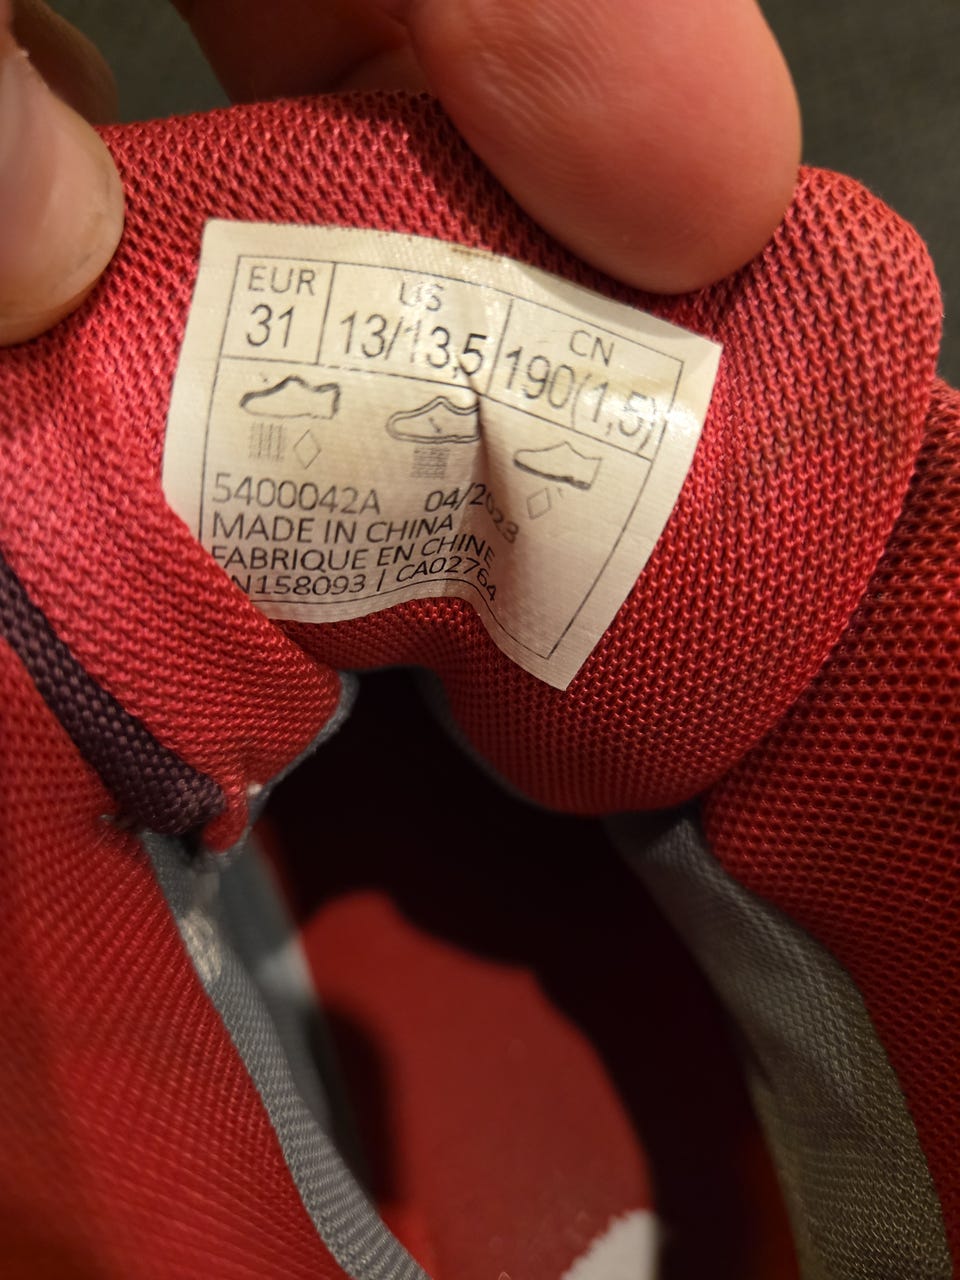 EUR US CN
31 13/13,5 190(1,5)
5400042A 04/2023
MADE IN CHINA
FABRIQUE EN CHINE
N158093 | CA02764